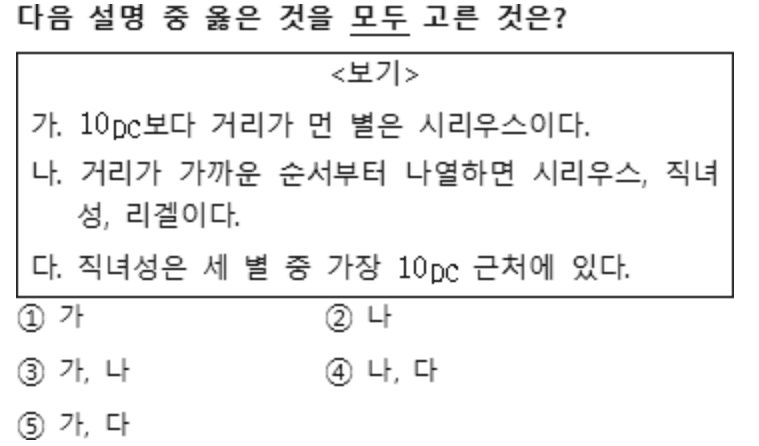 다음 설명 중 옳은 것을 모두 고른 것은?
<보기>
가. 10pc보다 거리가 먼 별은 시리우스이다.
나. 거리가 가까운 순서부터 나열하면 시리우스, 직녀
성, 리겔이다.
다. 직녀성은 세 별 중 가장 10pc 근처에 있다.
① 가 ② 나
③ 가, 나 ④ 나, 다
⑤ 가, 다